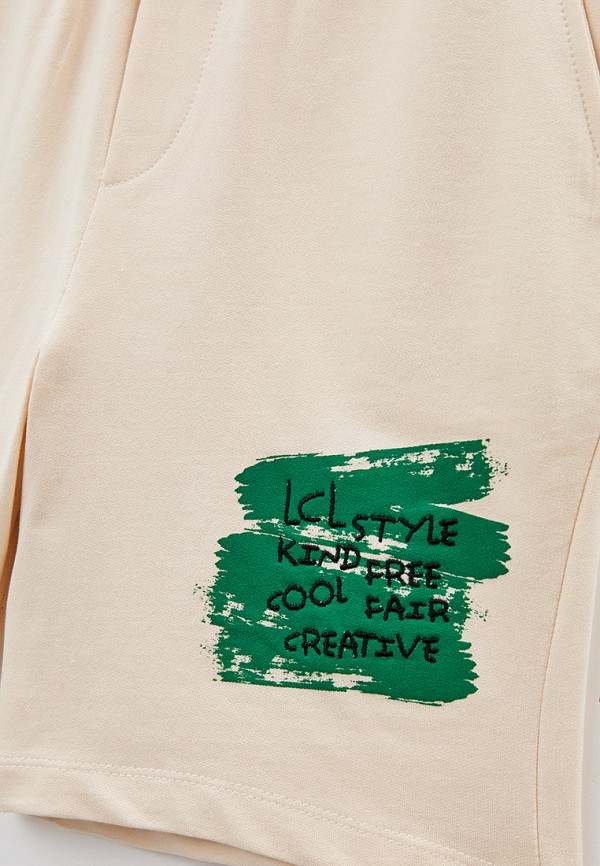 lcl STYLE
KIND FREE
cOOl FAIR
cREATIVE